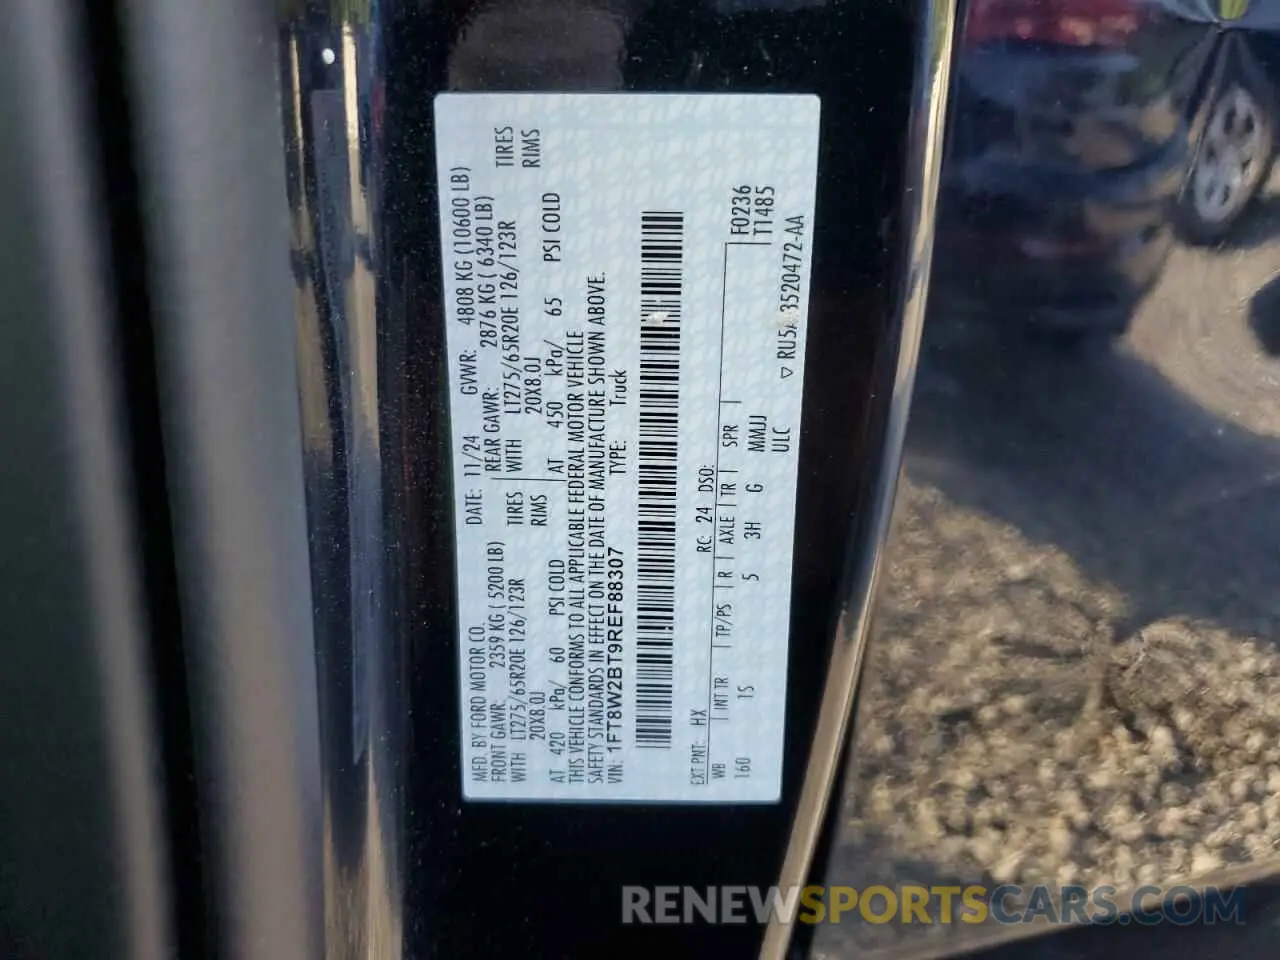 MFD. BY FORD MOTOR CO.
DATE: 11/24 GVWR: 4808 KG (10600 LB)
FRONT GAWR: 2359 KG ( 5200 LB)
REAR GAWR: 2876 KG ( 6340 LB)
WITH LT275/65R20E 126/123R TIRES
WITH LT275/65R20E 126/123R TIRES
20X8.0J RIMS
20X8.0J RIMS
AT 420 kPa/ 60 PSI COLD
AT 450 kPa/ 65 PSI COLD
THIS VEHICLE CONFORMS TO ALL APPLICABLE FEDERAL MOTOR VEHICLE
SAFETY STANDARDS IN EFFECT ON THE DATE OF MANUFACTURE SHOWN ABOVE.
VIN: 1FT8W2BT9REF88307 TYPE: Truck
EXT PNT: HX RC: 24 DSO:
WB INT TR TP/PS R AXLE TR SPR F0236
160 1S 5 3H G MMJJ T1485
ULC
▽ RU5A 3520472-AA
RENEWSPORTSCARS.COM